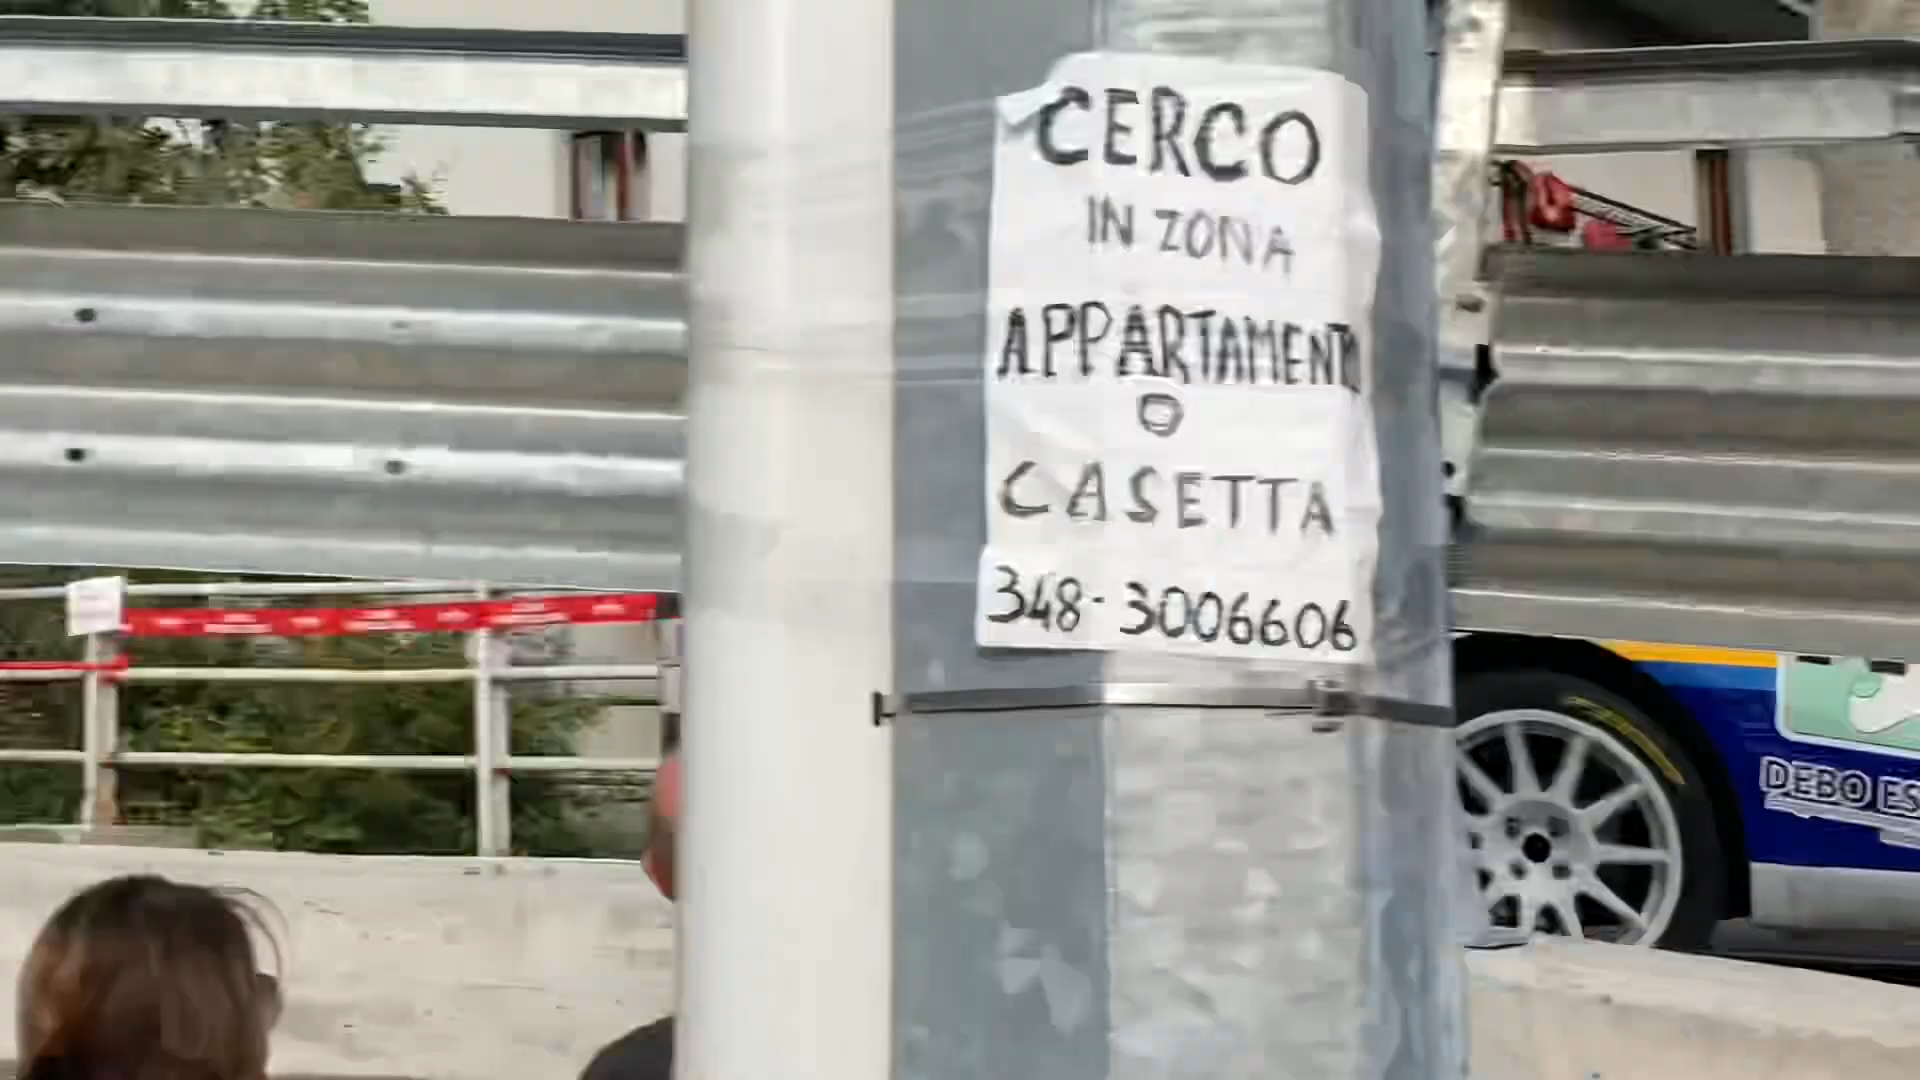 CERCO
IN ZONA
APPARTAMENTO
O
CASETTA
348-3006606
DEBO ES